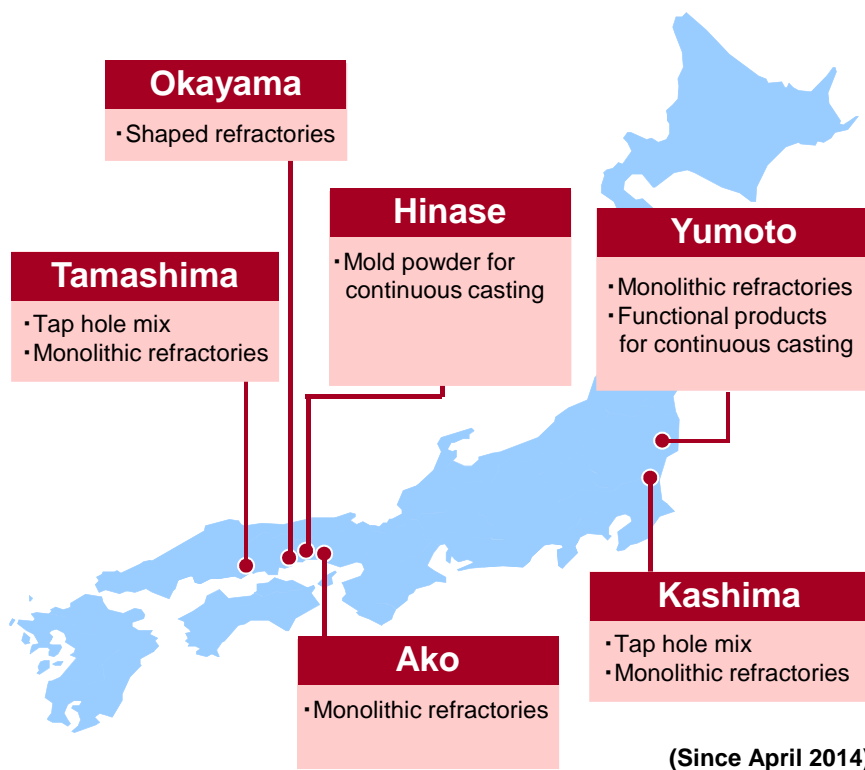 Okayama
・Shaped refractories
Hinase
・Mold powder for
continuous casting
Yumoto
・Monolithic refractories
・Functional products
for continuous casting
Tamashima
・Tap hole mix
・Monolithic refractories
Kashima
・Tap hole mix
・Monolithic refractories
Ako
・Monolithic refractories
(Since April 2014)